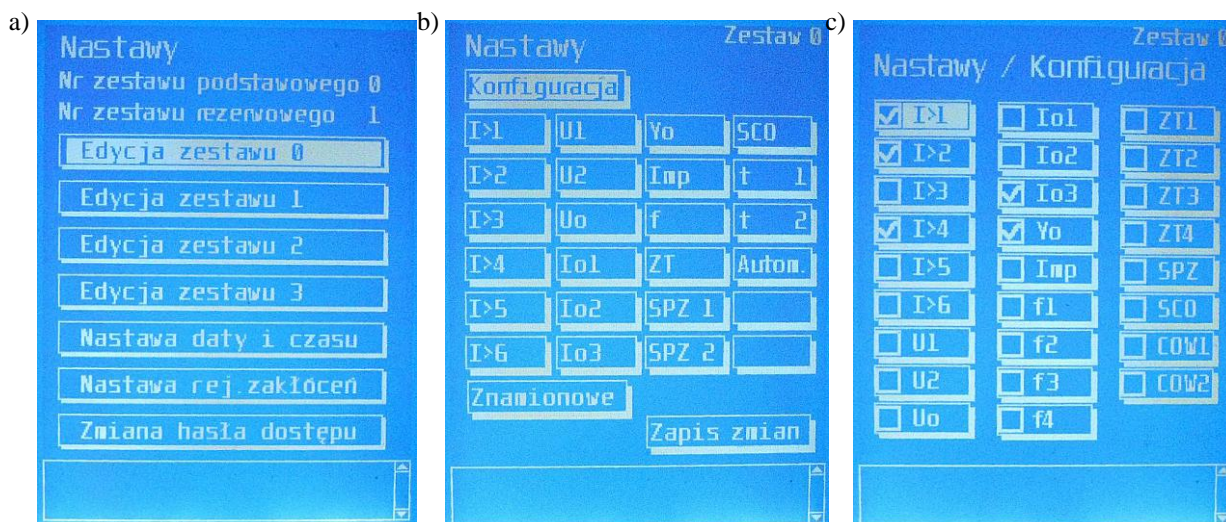 a)
Nastawy
Nr zestawu podstawowego 0
Nr zestawu rezerwowego 1
Edycja zestawu 0
Edycja zestawu 1
Edycja zestawu 2
Edycja zestawu 3
Nastawa daty i czasu
Nastawa rej.zakłóceń
Zmiana hasła dostępu
b)
Zestaw 0
Nastawy
Konfiguracja
I>1 U1 Yo SCO
I>2 U2 Imp t 1
I>3 Uo f t 2
I>4 Io1 ZT Autom.
I>5 Io2 SPZ 1
I>6 Io3 SPZ 2
Znamionowe
Zapis zmian
c)
Zestaw 0
Nastawy / Konfiguracja
I>1 Io1 ZT1
I>2 Io2 ZT2
I>3 Io3 ZT3
I>4 Yo ZT4
I>5 Imp SPZ
I>6 f1 SCO
U1 f2 COW1
U2 f3 COW2
Uo f4